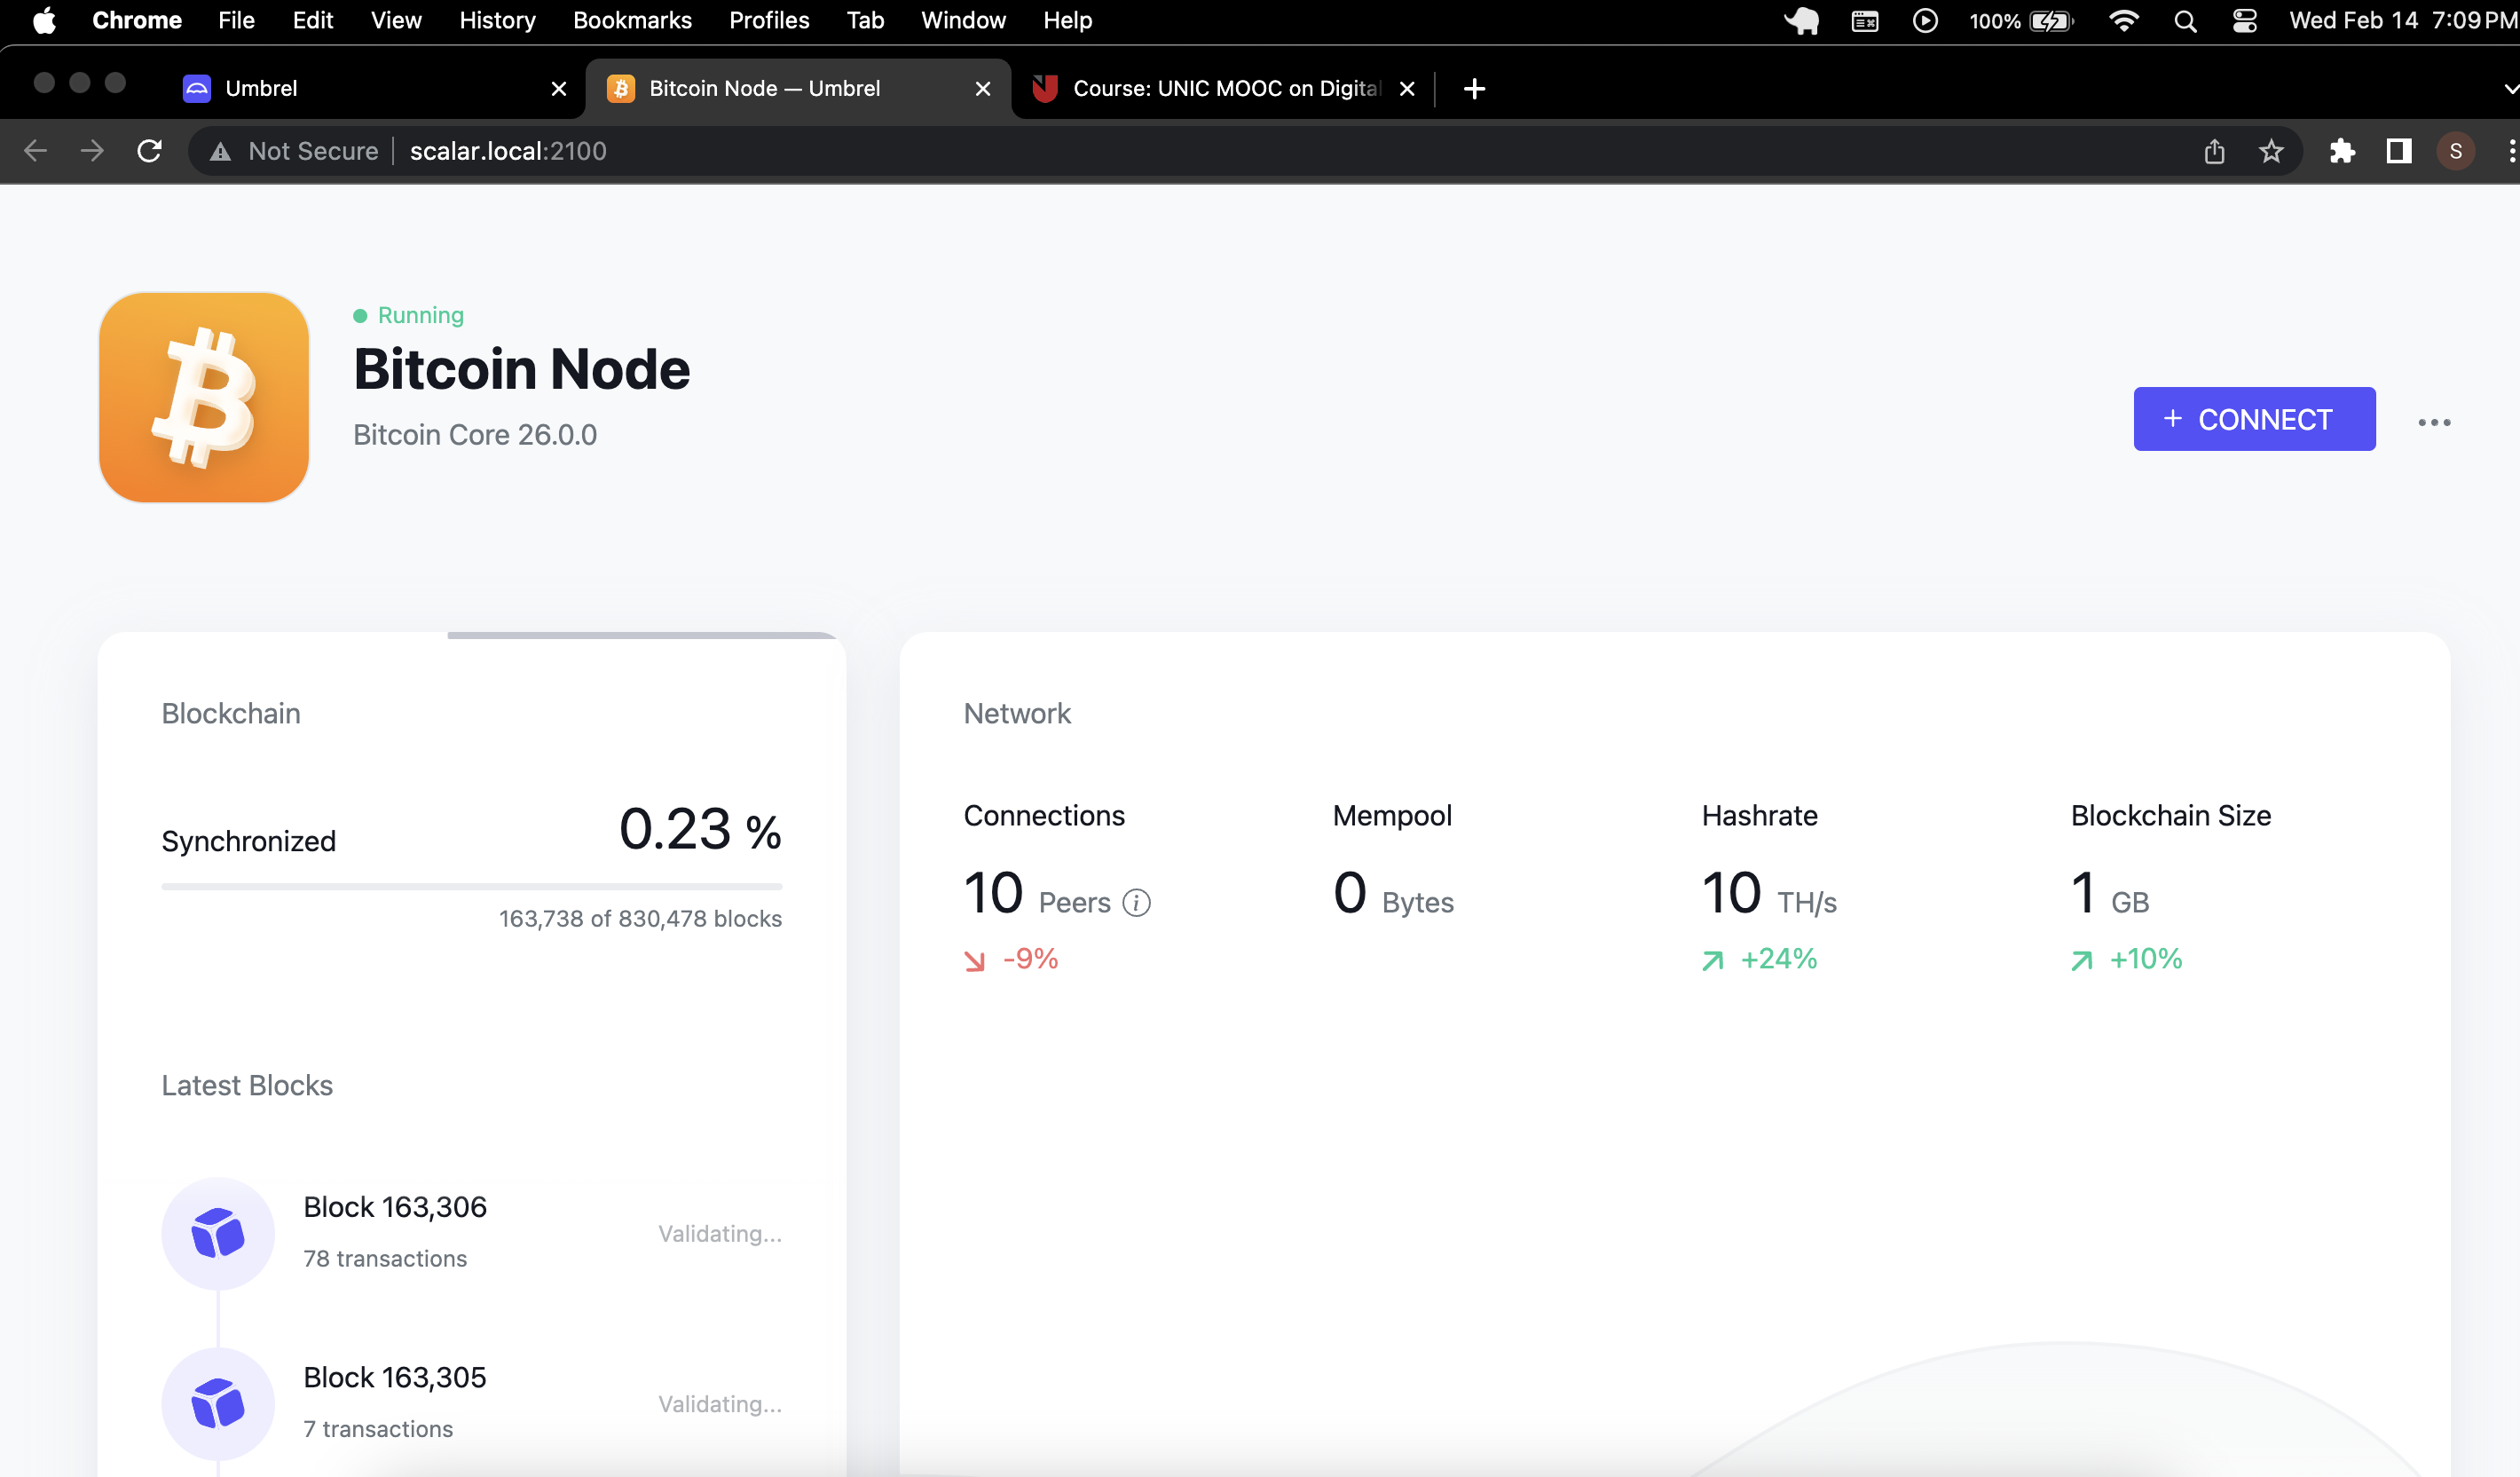 Chrome File Edit View History Bookmarks Profiles Tab Window Help 100% Wed Feb 14 7:09 PM
Umbrel Bitcoin Node — Umbrel Course: UNIC MOOC on Digital
Not Secure scalar.local:2100 S
Running
Bitcoin Node
Bitcoin Core 26.0.0
+ CONNECT
Blockchain
Synchronized 0.23 %
163,738 of 830,478 blocks
Latest Blocks
Block 163,306
78 transactions
Validating...
Block 163,305
7 transactions
Validating...
Network
Connections
10 Peers
-9%
Mempool
0 Bytes
Hashrate
10 TH/s
+24%
Blockchain Size
1 GB
+10%